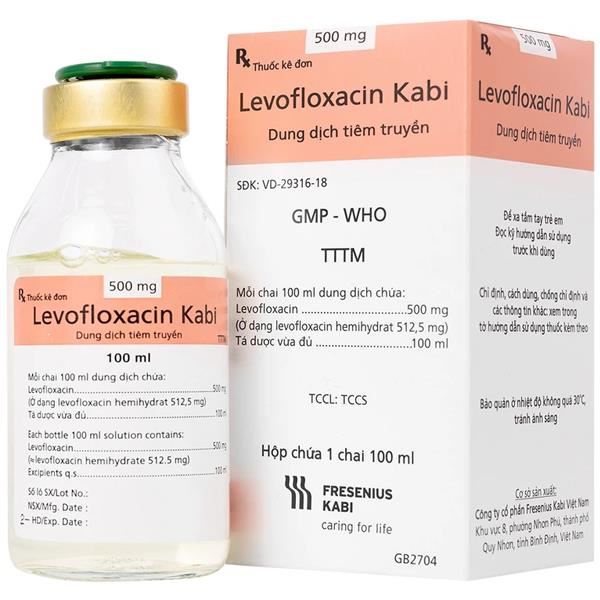 500 mg
Rx Thuốc kê đơn
Levofloxacin Kabi
Dung dịch tiêm truyền
SĐK: VD-29316-18
GMP - WHO
TTTM
Mỗi chai 100 ml dung dịch chứa:
Levofloxacin..................................500 mg
(Ở dạng levofloxacin hemihydrat 512,5 mg)
Tá dược vừa đủ.............................100 ml
TCCL: TCCS
Hộp chứa 1 chai 100 ml
FRESENIUS
KABI
caring for life
GB2704
500 mg
Rx
Levofloxacin Kabi
Dung dịch tiêm truyền
Để xa tầm tay trẻ em
Đọc kỹ hướng dẫn sử dụng
trước khi dùng
Chỉ định, cách dùng, chống chỉ định và
các thông tin khác: xem trong
tờ hướng dẫn sử dụng thuốc kèm theo
Bảo quản ở nhiệt độ không quá 30°C,
tránh ánh sáng
Cơ sở sản xuất:
Công ty cổ phần Fresenius Kabi Việt Nam
Khu vực 8, phường Nhơn Phú, thành phố
Quy Nhơn, tỉnh Bình Định, Việt Nam
500 mg
Rx Thuốc kê đơn
Levofloxacin Kabi
Dung dịch tiêm truyền
TTTM
100 ml
Mỗi chai 100 ml dung dịch chứa:
Levofloxacin..................................500 mg
(Ở dạng levofloxacin hemihydrat 512,5 mg)
Tá dược vừa đủ.............................100 ml
Each bottle 100 ml solution contains:
Levofloxacin..................................500 mg
(≈levofloxacin hemihydrate 512.5 mg)
Excipients q.s................................100 ml
Số lô SX/Lot No.:
NSX/Mfg. Date :
2– HD/Exp. Date :